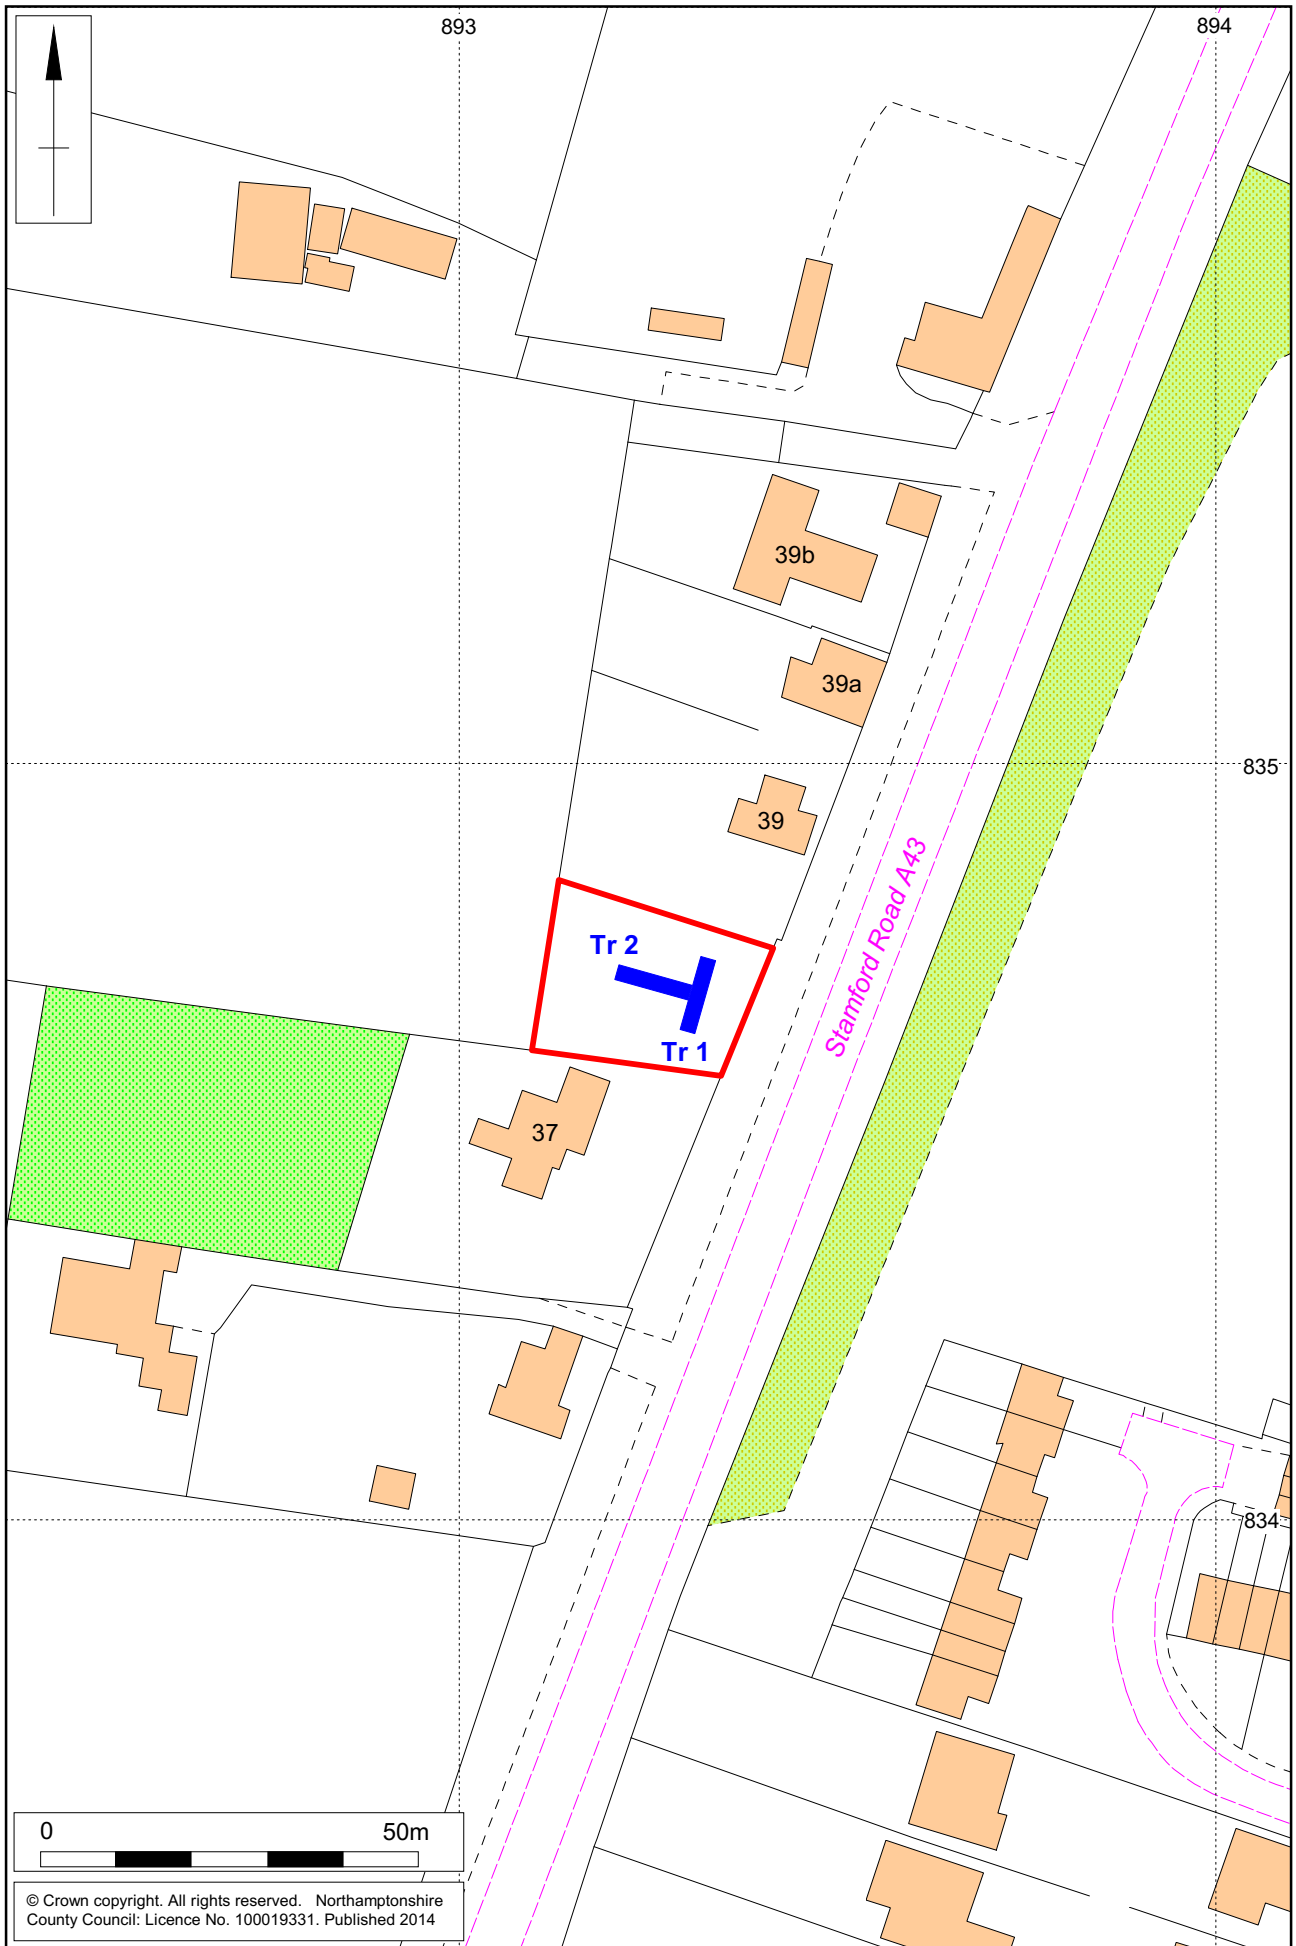 893
894
39b
39a
835
39
Stamford Road A43
Tr 2
Tr 1
37
834
0 50m
© Crown copyright. All rights reserved. Northamptonshire
County Council: Licence No. 100019331. Published 2014